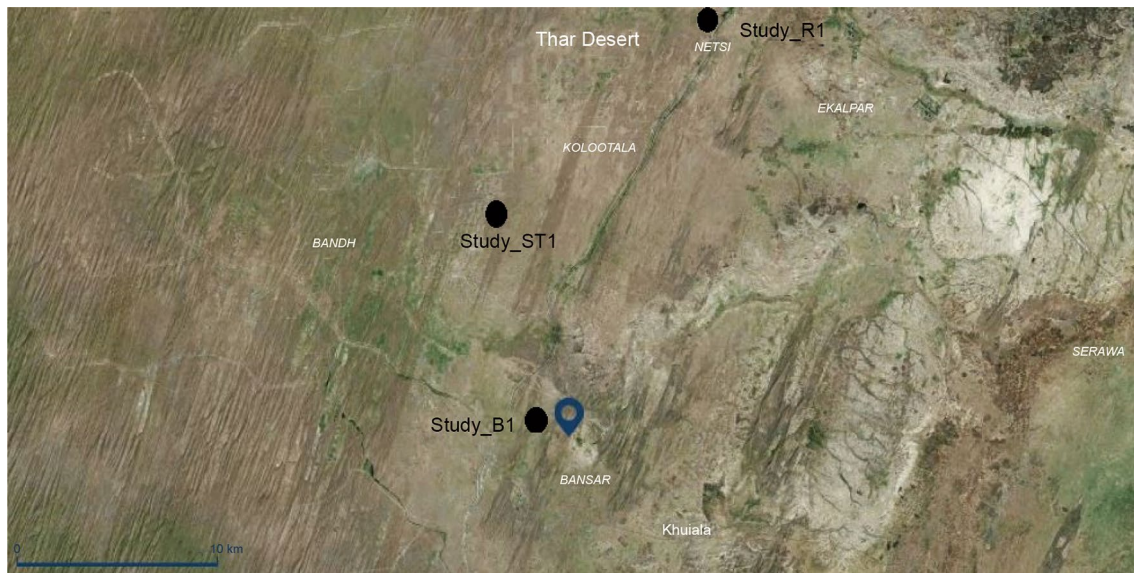 Thar Desert
Study_R1
NETSI
EKALPAR
KOLOOTALA
Study_ST1
BANDH
SERAWA
Study_B1
BANSAR
Khuiala
0
10 km